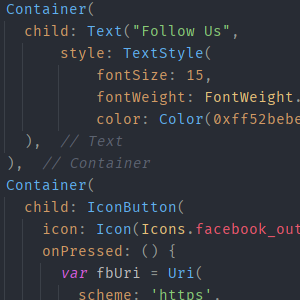 Container(
child: Text("Follow Us",
style: TextStyle(
fontSize: 15,
fontWeight: FontWeight.
color: Color(0xff52bebe
),  // Text
),  // Container
Container(
child: IconButton(
icon: Icon(Icons.facebook_out
onPressed: () {
var fbUri = Uri(
scheme: 'https',